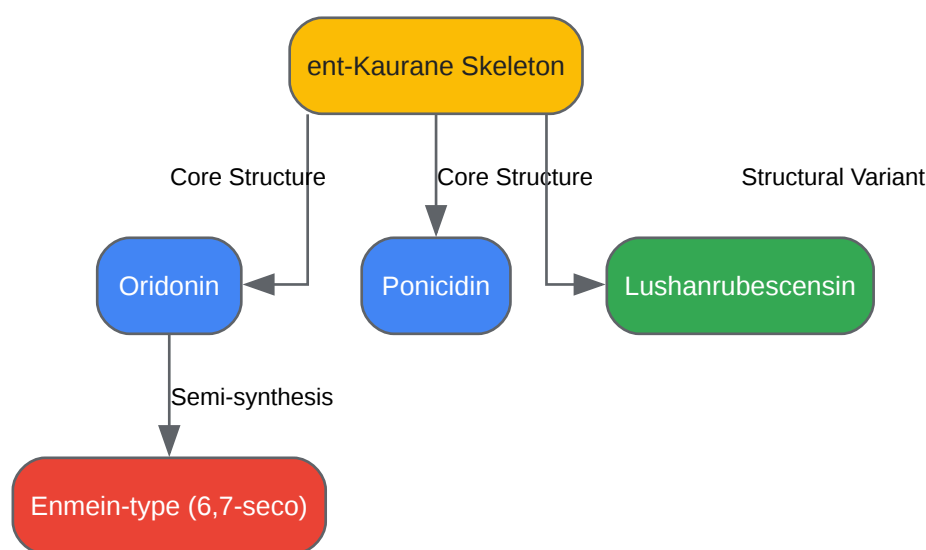 ent-Kaurane Skeleton
Core Structure
Core Structure
Structural Variant
Oridonin
Ponicidin
Lushanrubescensin
Semi-synthesis
Enmein-type (6,7-seco)